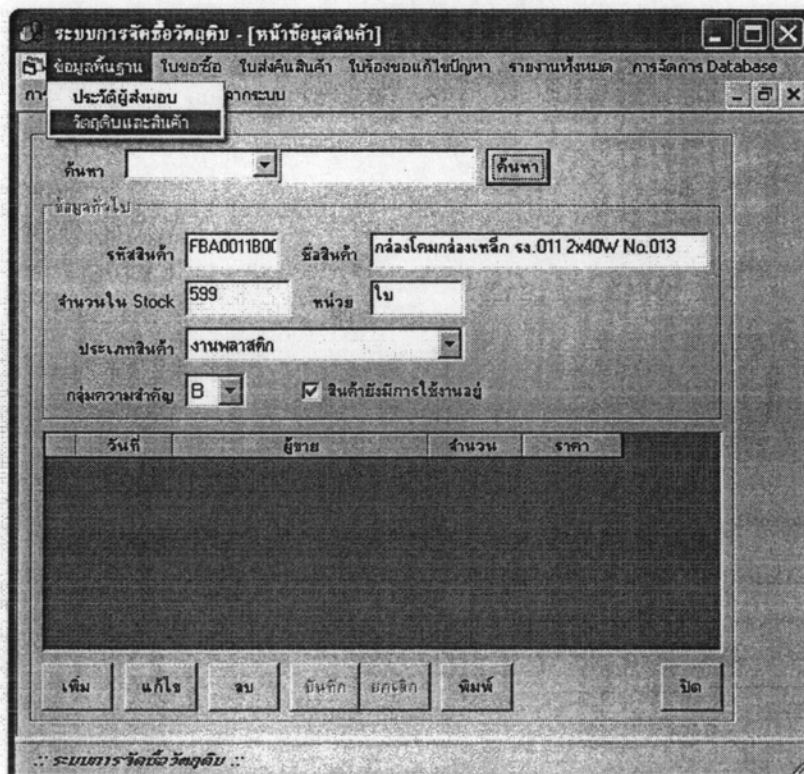 ระบบการจัดซื้อวัตถุดิบ - [หน้าข้อมูลสินค้า]
ข้อมูลพื้นฐาน ใบขอซื้อ ใบส่งคืนสินค้า ใบร้องขอแก้ไขปัญหา รายงานทั้งหมด การจัดการ Database
ประวัติผู้ส่งมอบ
วัตถุดิบและสินค้า
ค้นหา ค้นหา
ข้อมูลทั่วไป
รหัสสินค้า FBA0011B00 ชื่อสินค้า กล่องโคมกล่องเหล็ก รง.011 2x40W No.013
จำนวนใน Stock 599 หน่วย ใบ
ประเภทสินค้า งานพลาสติก
กลุ่มความสำคัญ B สินค้ายังมีการใช้งานอยู่
วันที่ ผู้ขาย จำนวน ราคา
เพิ่ม แก้ไข ลบ บันทึก ยกเลิก พิมพ์ ปิด
.:: ระบบการจัดซื้อวัตถุดิบ ::.